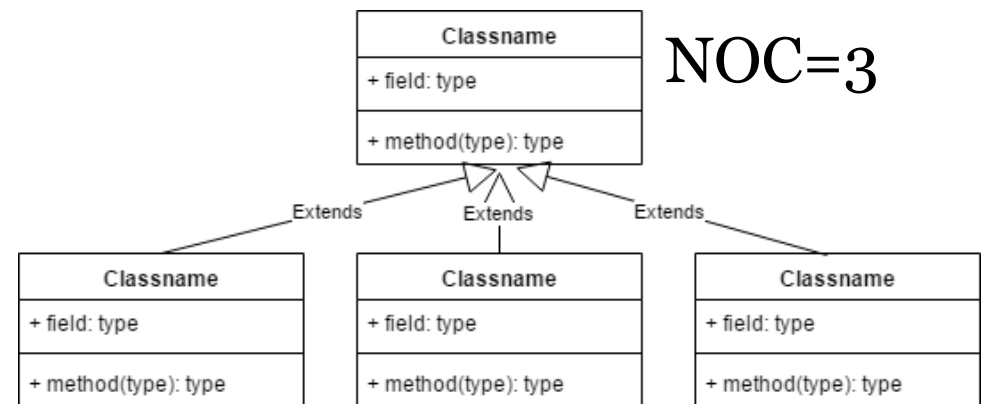 Classname
NOC=3
+ field: type
+ method(type): type
Extends
Extends
Extends
Classname
+ field: type
+ method(type): type
Classname
+ field: type
+ method(type): type
Classname
+ field: type
+ method(type): type